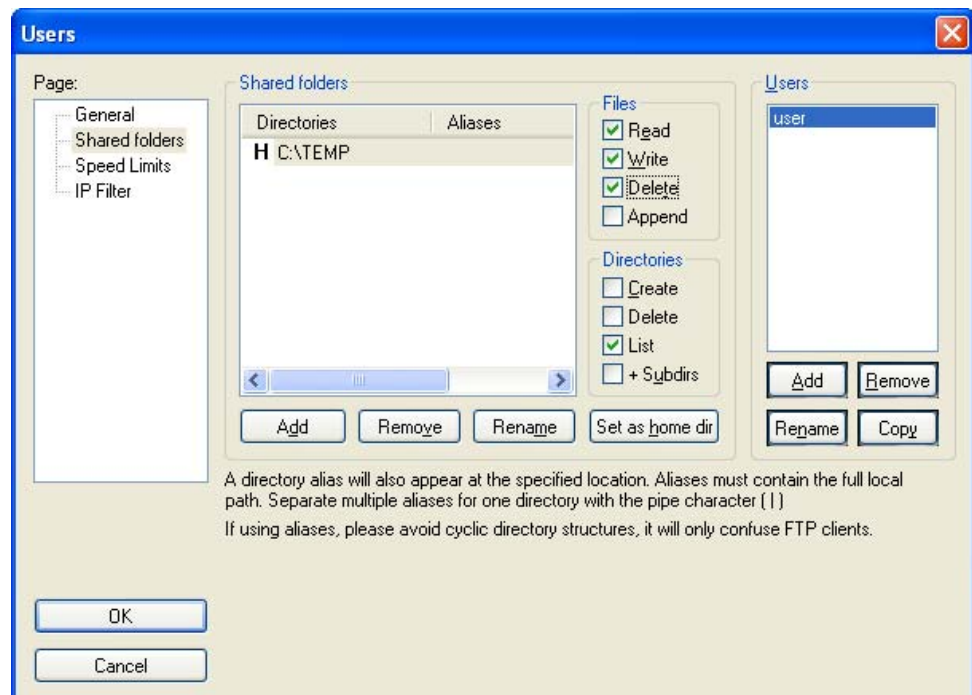 Users
Page:
General
Shared folders
Speed Limits
IP Filter
Shared folders
Directories Aliases
H C:\TEMP
Files
Read
Write
Delete
Append
Directories
Create
Delete
List
+ Subdirs
Add Remove Rename Set as home dir
Users
user
Add Remove
Rename Copy
A directory alias will also appear at the specified location. Aliases must contain the full local
path. Separate multiple aliases for one directory with the pipe character ( | )
If using aliases, please avoid cyclic directory structures, it will only confuse FTP clients.
OK
Cancel